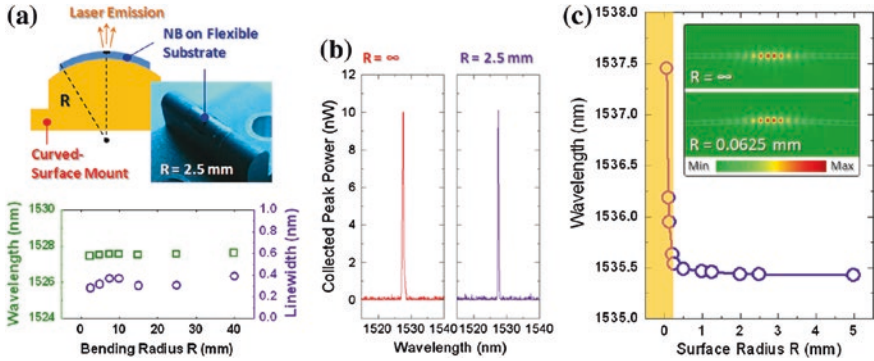 (a)
Laser Emission
NB on Flexible
Substrate
R
Curved-
Surface Mount
R = 2.5 mm
Wavelength (nm)
1530
1528
1526
1524
0 10 20 30 40
Bending Radius R (mm)
1.0
0.8
0.6
0.4
0.2
0.0
Linewidth (nm)
(b)
R = ∞
R = 2.5 mm
Collected Peak Power (nW)
12
10
8
6
4
2
0
1520 1530 1540
1520 1530 1540
Wavelength (nm)
(c)
Wavelength (nm)
1538.0
1537.5
1537.0
1536.5
1536.0
1535.5
1535.0
R = ∞
R = 0.0625 mm
Min Max
0 1 2 3 4 5
Surface Radius R (mm)